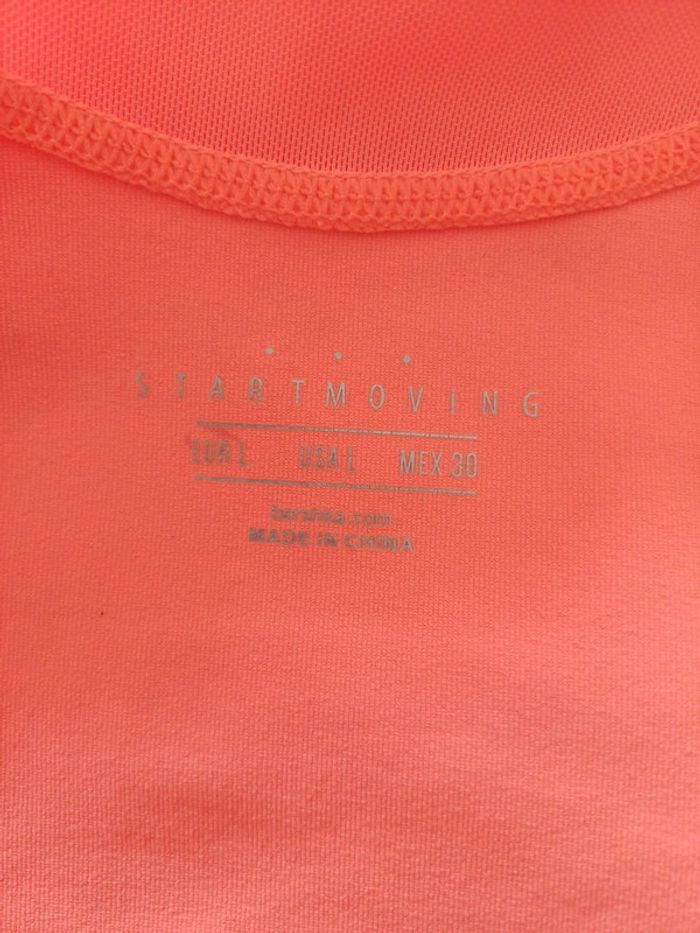 STARTMOVING
EUR L USA L MEX 30
bershka.com
MADE IN CHINA